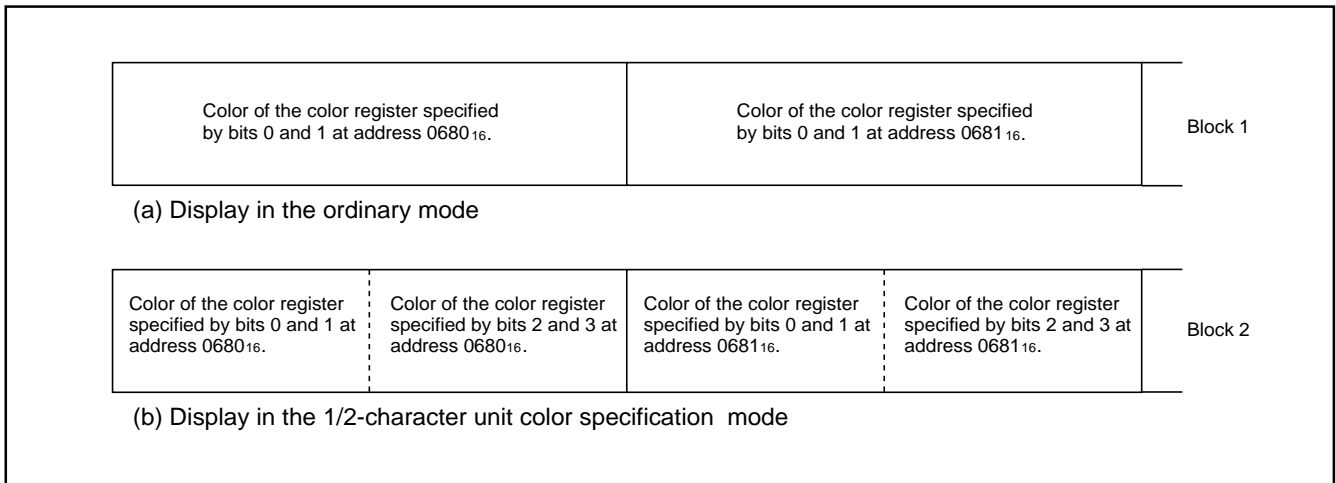 Color of the color register specified
by bits 0 and 1 at address 0680₁₆.
Color of the color register specified
by bits 0 and 1 at address 0681₁₆.
Block 1
(a) Display in the ordinary mode
Color of the color register
specified by bits 0 and 1 at
address 0680₁₆.
Color of the color register
specified by bits 2 and 3 at
address 0680₁₆.
Color of the color register
specified by bits 0 and 1 at
address 0681₁₆.
Color of the color register
specified by bits 2 and 3 at
address 0681₁₆.
Block 2
(b) Display in the 1/2-character unit color specification mode